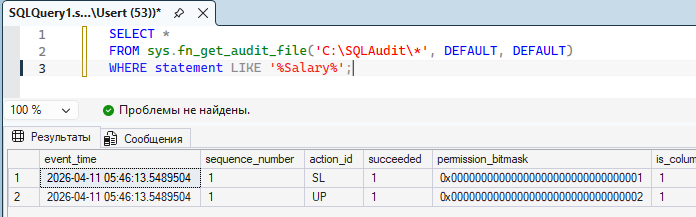 SQLQuery1.s...\Usert (53))*
1 SELECT *
2 FROM sys.fn_get_audit_file('C:\SQLAudit\*', DEFAULT, DEFAULT)
3 WHERE statement LIKE '%Salary%';
100 % Проблемы не найдены.
Результаты Сообщения
event_time sequence_number action_id succeeded permission_bitmask is_colum
1 2026-04-11 05:46:13.5489504 1 SL 1 0x00000000000000000000000000000001 1
2 2026-04-11 05:46:13.5489504 1 UP 1 0x00000000000000000000000000000002 1